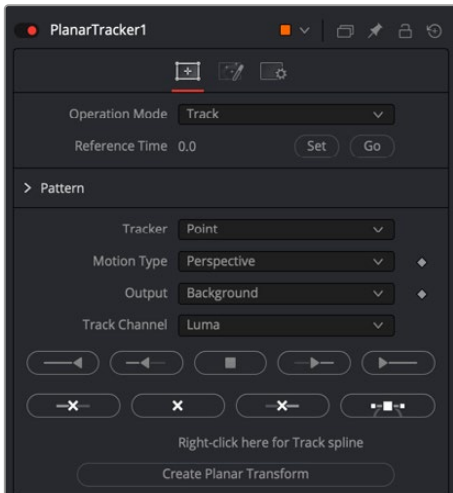 PlanarTracker1
Operation Mode Track
Reference Time 0.0 Set Go
Pattern
Tracker Point
Motion Type Perspective
Output Background
Track Channel Luma
Right-click here for Track spline
Create Planar Transform